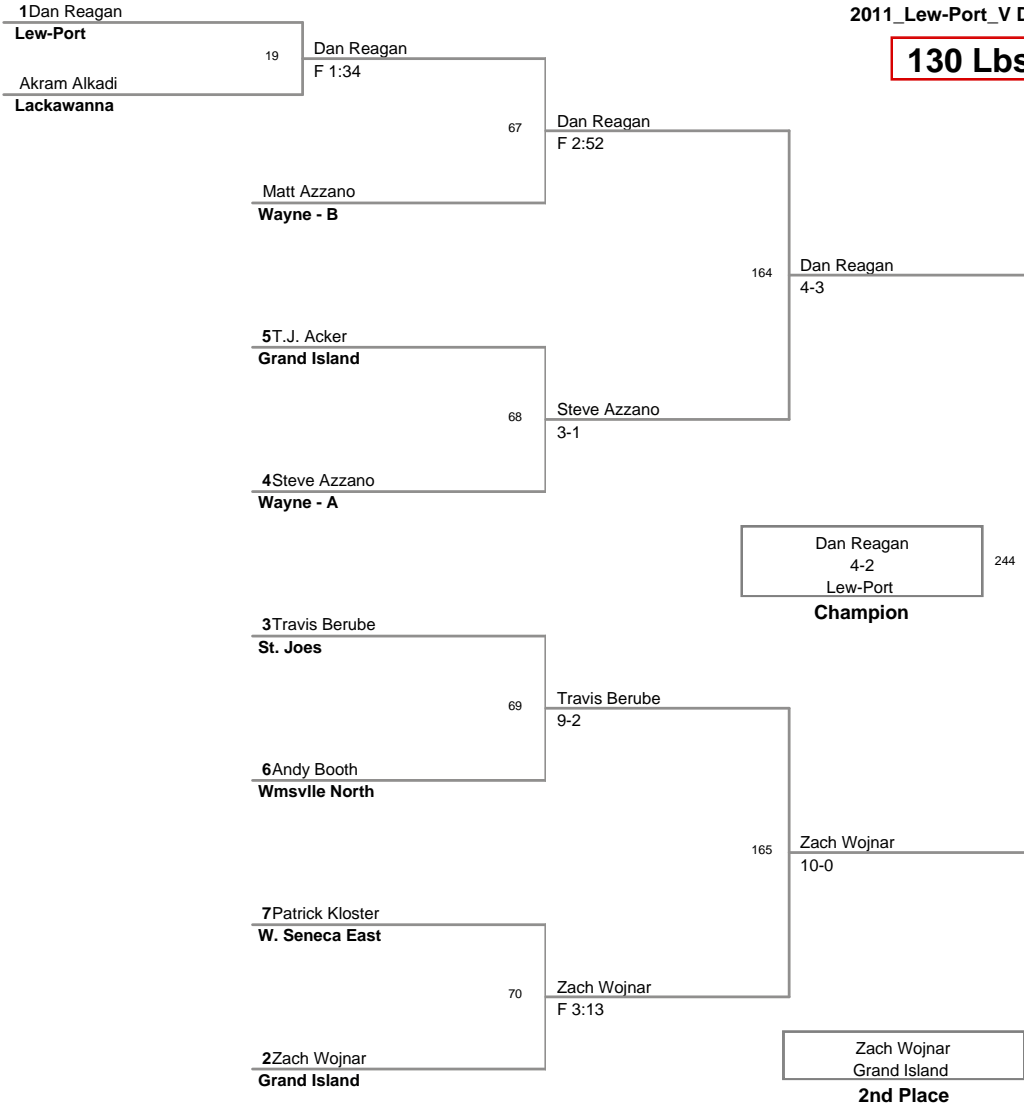 1Dan Reagan
Lew-Port
2011_Lew-Port_V D
130 Lbs
19
Dan Reagan
F 1:34
Akram Alkadi
Lackawanna
67
Dan Reagan
F 2:52
Matt Azzano
Wayne - B
164
Dan Reagan
4-3
5T.J. Acker
Grand Island
68
Steve Azzano
3-1
4Steve Azzano
Wayne - A
Dan Reagan
4-2
Lew-Port
244
Champion
3Travis Berube
St. Joes
69
Travis Berube
9-2
6Andy Booth
Wmsvlle North
165
Zach Wojnar
10-0
7Patrick Kloster
W. Seneca East
70
Zach Wojnar
F 3:13
2Zach Wojnar
Grand Island
Zach Wojnar
Grand Island
2nd Place